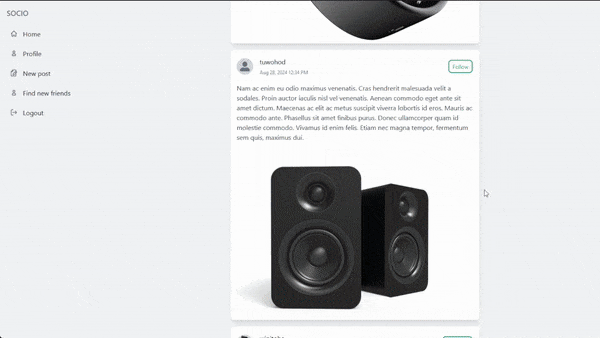 SOCIO
Home
Profile
New post
Find new friends
Logout
tuwohod
Aug 28, 2024 12:34 PM
Follow
Nam ac enim eu odio maximus venenatis. Cras hendrerit malesuada velit a
sodales. Proin auctor iaculis nisl vel venenatis. Aenean commodo eget ante sit
amet dictum. Maecenas ac elit ac metus suscipit viverra lobortis id eros. Mauris ac
commodo ante. Phasellus sit amet finibus purus. Donec ullamcorper quam id
molestie commodo. Vivamus id enim felis. Etiam nec magna tempor, fermentum
sem quis, maximus dui.